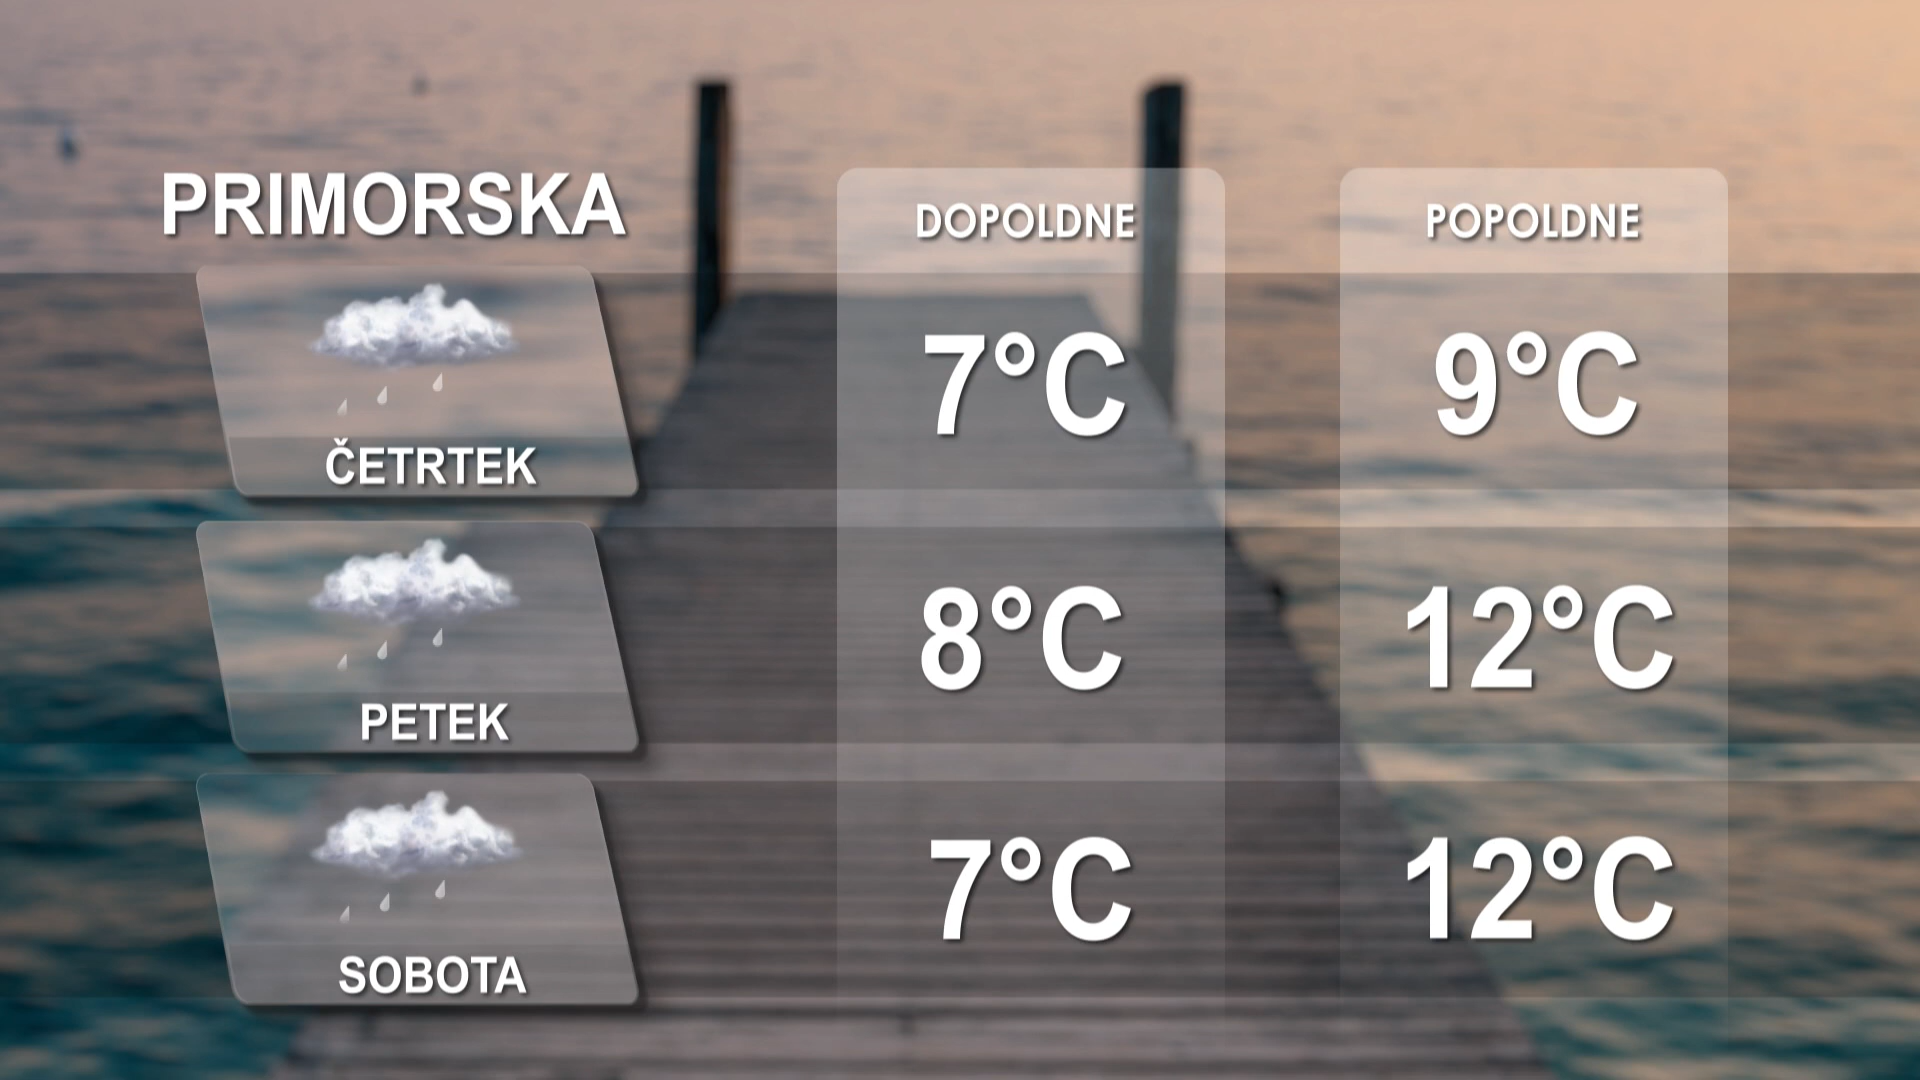 PRIMORSKA
DOPOLDNE
POPOLDNE
ČETRTEK
7°C
9°C
PETEK
8°C
12°C
SOBOTA
7°C
12°C